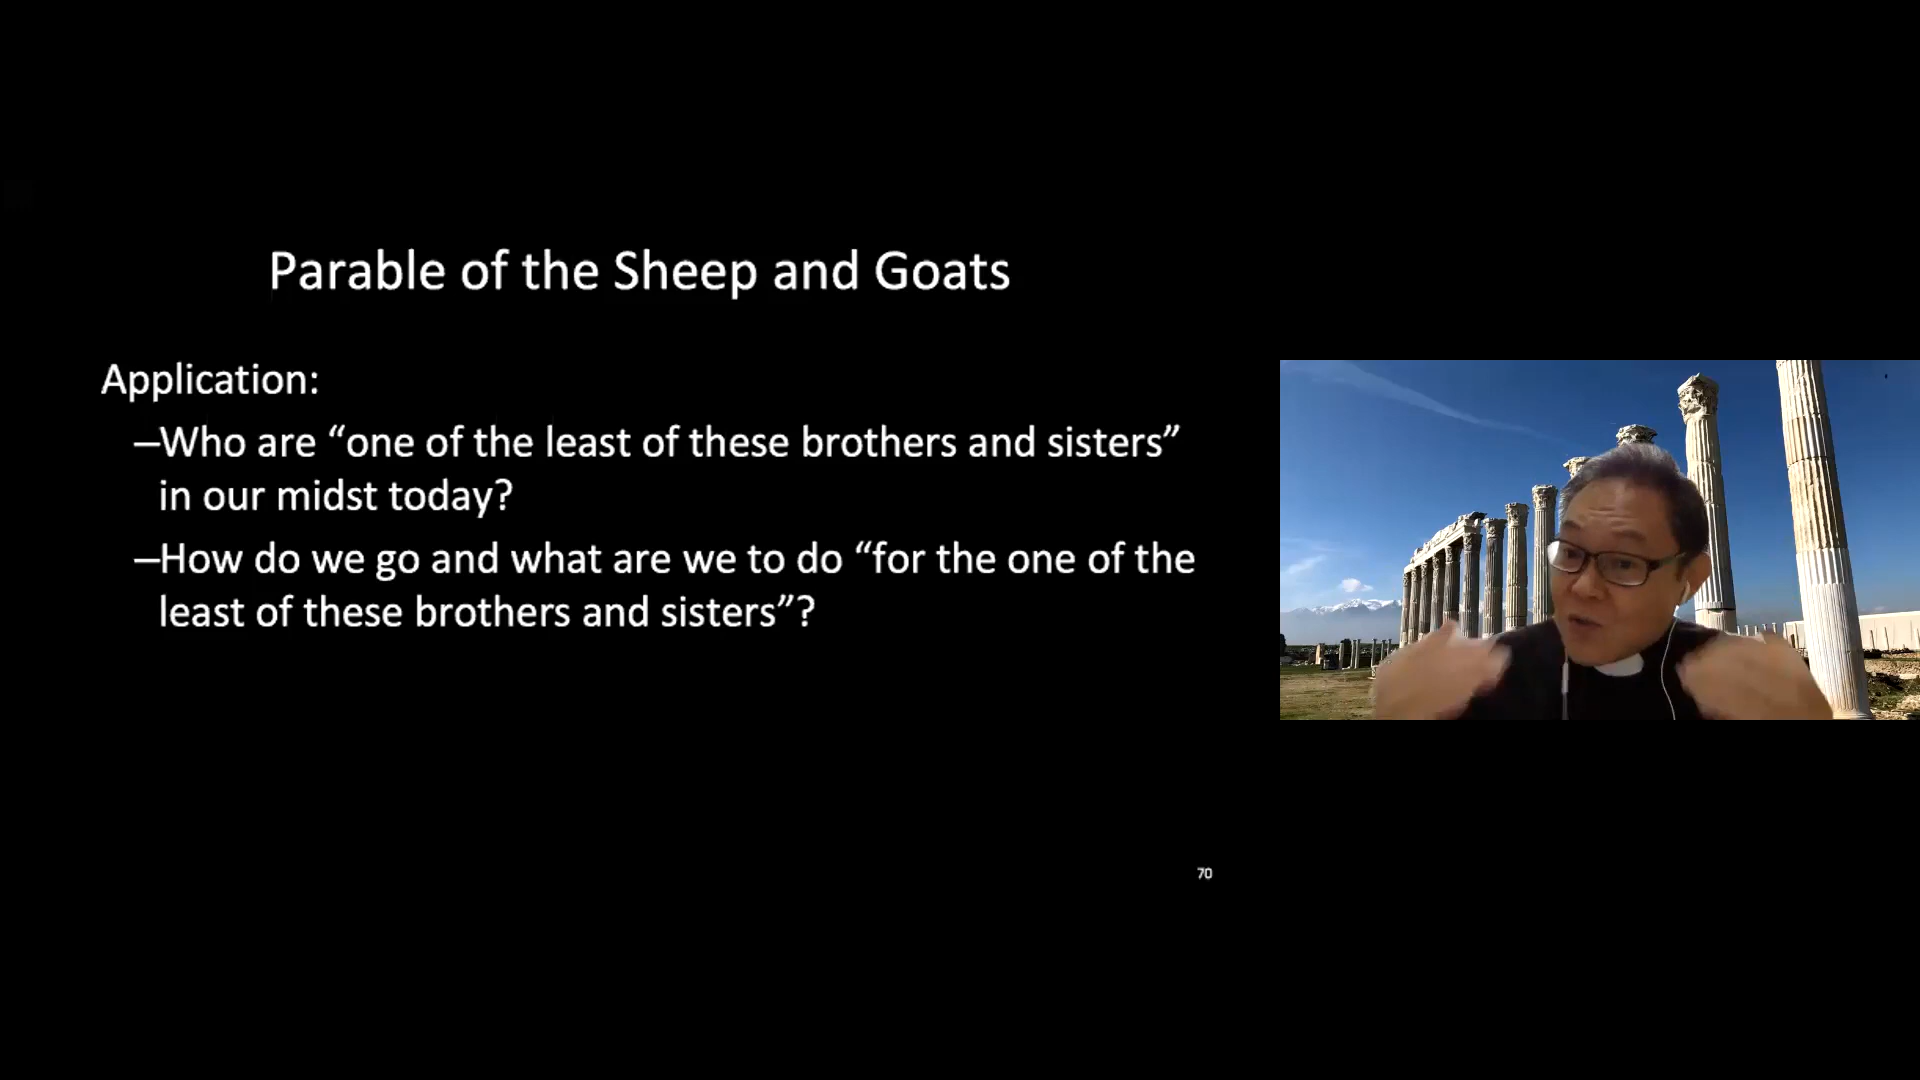 Parable of the Sheep and Goats
Application:
–Who are “one of the least of these brothers and sisters”
in our midst today?
–How do we go and what are we to do “for the one of the
least of these brothers and sisters”?
70